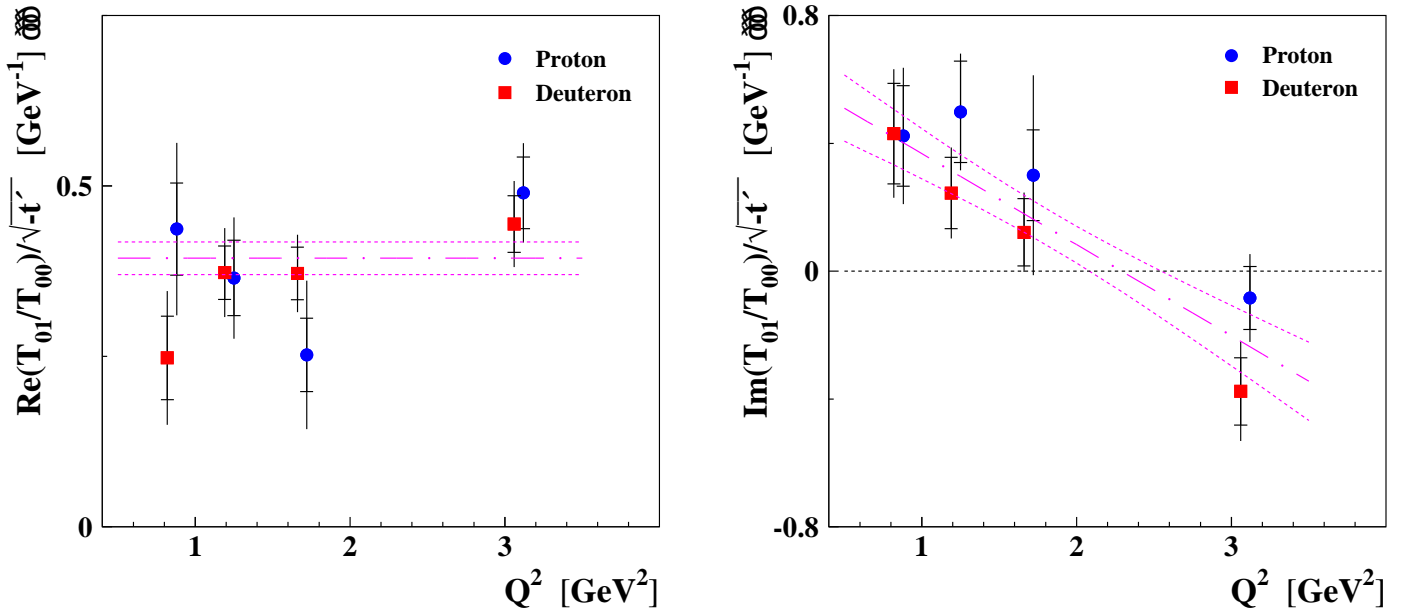 Re(T₀₁/T₀₀)/√-t´ [GeV⁻¹]
Proton
Deuteron
0.5
0
1
2
3
Q² [GeV²]
Im(T₀₁/T₀₀)/√-t´ [GeV⁻¹]
0.8
Proton
Deuteron
0
-0.8
1
2
3
Q² [GeV²]